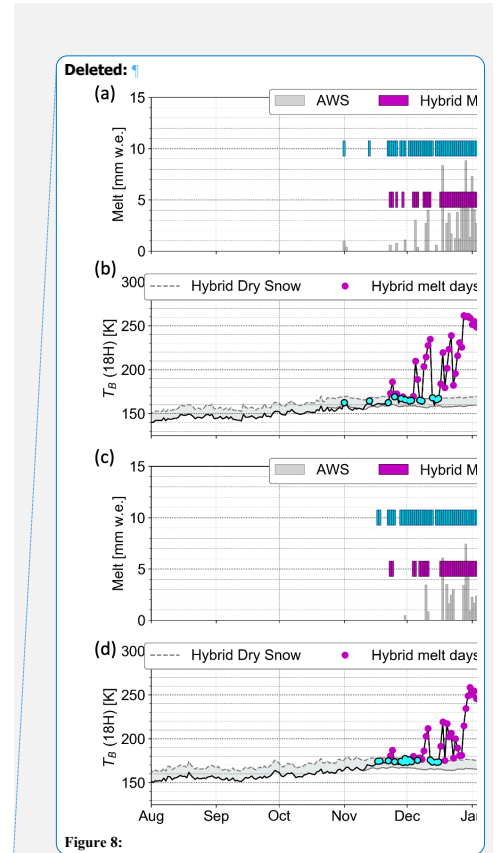 Deleted: ¶
(a)
15
AWS
Hybrid M
10
Melt [mm w.e.]
5
0
(b)
300
Hybrid Dry Snow
Hybrid melt days
250
T_B (18H) [K]
200
150
(c)
15
AWS
Hybrid M
10
Melt [mm w.e.]
5
0
(d)
300
Hybrid Dry Snow
Hybrid melt days
250
T_B (18H) [K]
200
150
Aug Sep Oct Nov Dec Jan
Figure 8: